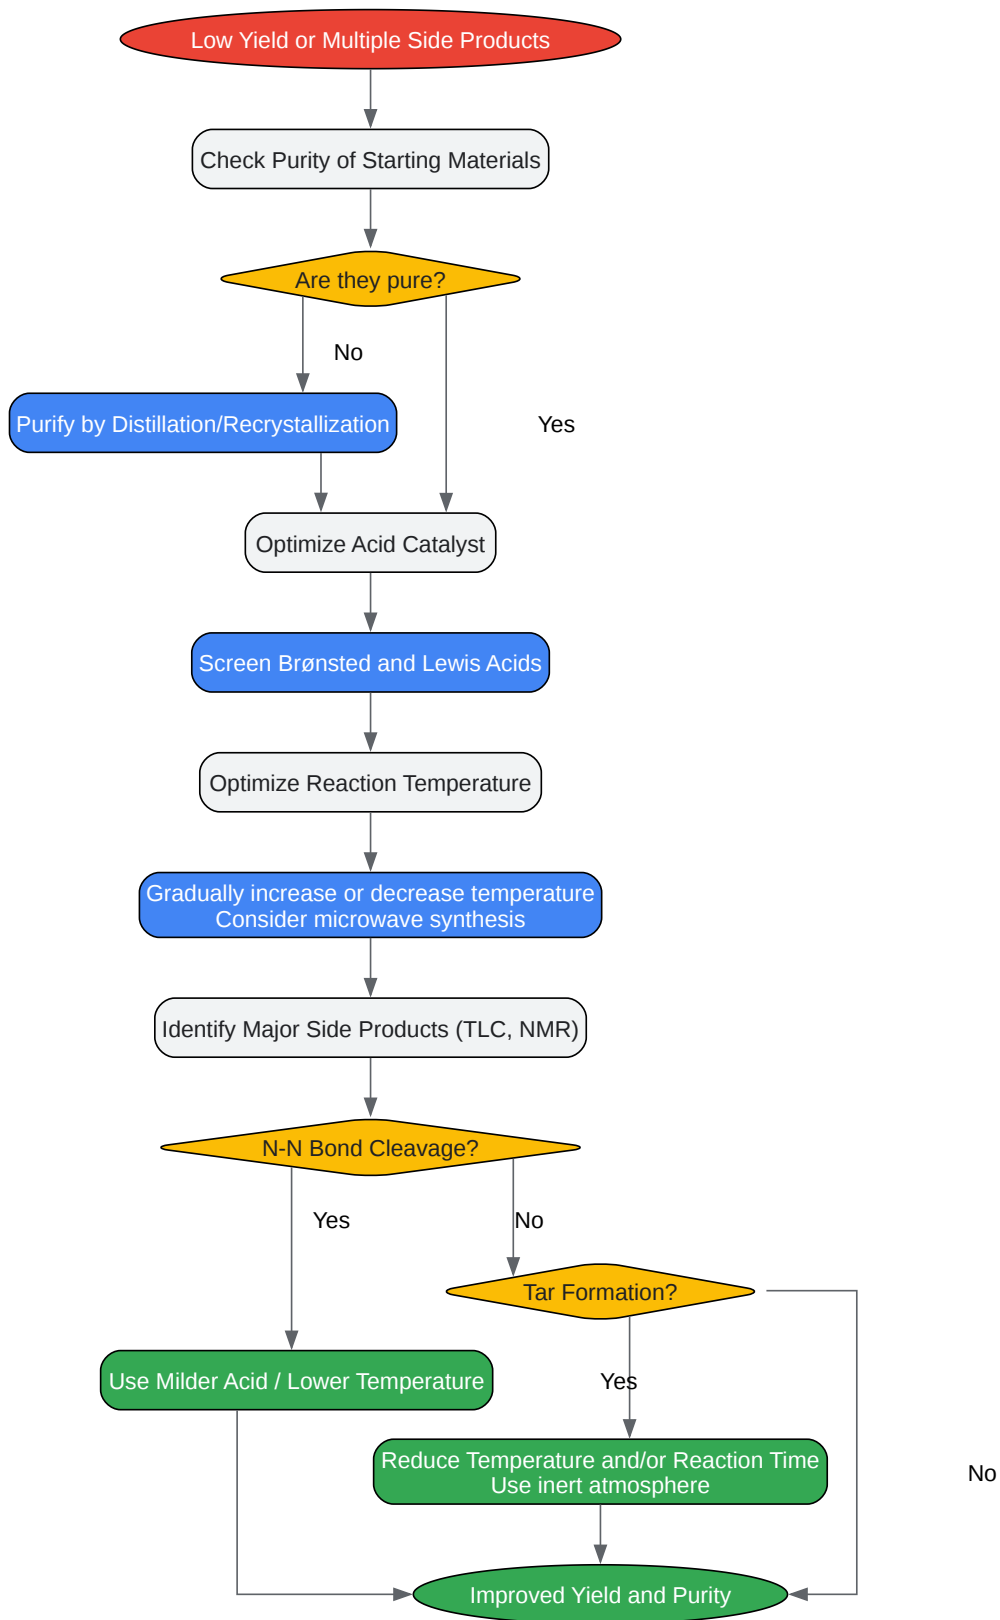 Low Yield or Multiple Side Products
Check Purity of Starting Materials
Are they pure?
No
Yes
Purify by Distillation/Recrystallization
Optimize Acid Catalyst
Screen Brønsted and Lewis Acids
Optimize Reaction Temperature
Gradually increase or decrease temperature
Consider microwave synthesis
Identify Major Side Products (TLC, NMR)
N-N Bond Cleavage?
Yes
No
Tar Formation?
Use Milder Acid / Lower Temperature
Yes
Reduce Temperature and/or Reaction Time
Use inert atmosphere
No
Improved Yield and Purity